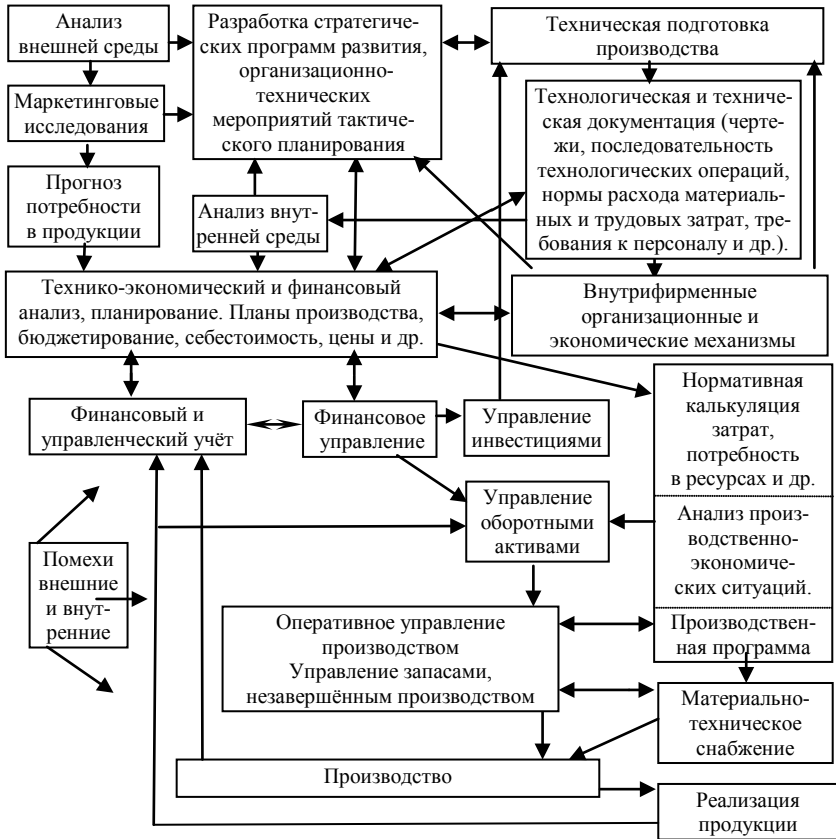 Анализ
внешней среды
Разработка стратегиче-
ских программ развития,
организационно-
технических
мероприятий тактиче-
ского планирования
Техническая подготовка
производства
Маркетинговые
исследования
Технологическая и техни-
ческая документация (черте-
жи, последовательность
технологических операций,
нормы расхода материаль-
ных и трудовых затрат, тре-
бования к персоналу и др.).
Прогноз
потребности
в продукции
Анализ внут-
ренней среды
Технико-экономический и финансовый
анализ, планирование. Планы производства,
бюджетирование, себестоимость, цены и др.
Внутрифирменные
организационные и
экономические механизмы
Финансовый и
управленческий учёт
Финансовое
управление
Управление
инвестициями
Нормативная
калькуляция
затрат,
потребность
в ресурсах и др.
Управление
оборотными
активами
Анализ произ-
водственно-
экономиче-
ских ситуаций.
Помехи
внешние
и внут-
ренние
Оперативное управление
производством
Управление запасами,
незавершённым производством
Производствен-
ная программа
Материально-
техническое
снабжение
Производство
Реализация
продукции